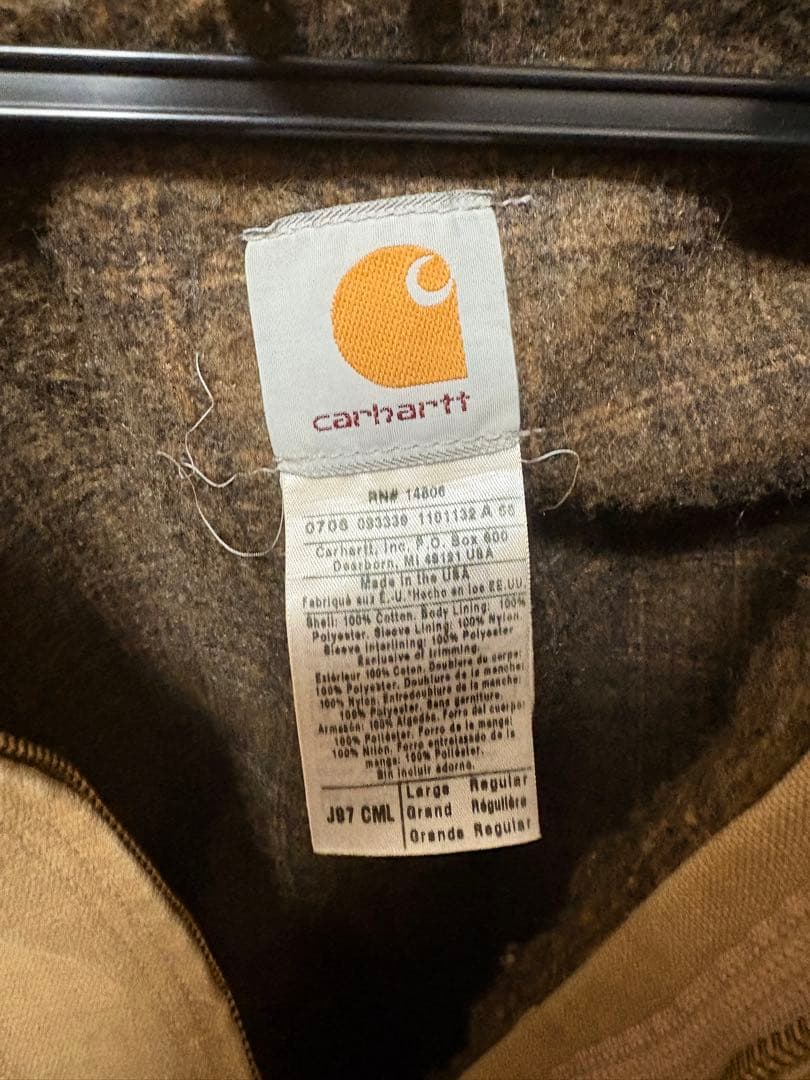 carhartt
RN# 14806
0706 093339 1101132 A 66
Carhartt, Inc. P.O. Box 600
Dearborn, MI 48121 USA
Made in the USA
Fabriqué aux É.-U. Hecho en los EE.UU.
Shell: 100% Cotton. Body Lining: 100%
Polyester. Sleeve Lining: 100% Nylon.
Sleeve Interlining: 100% Polyester
Exclusive of trimming.
Extérieur 100% Coton. Doublure du corps:
100% Polyester. Doublure de la manche:
100% Nylon. Entredoublure de la manche:
100% Polyester. Sans garniture.
Armazón: 100% Algodón. Forro del cuerpo:
100% Poliéster. Forro de la manga:
100% Nilón. Forro entretelado de la
manga: 100% Poliéster.
Sin incluir adorno.
J97 CML
Large Regular
Grand Régulière
Grande Regular